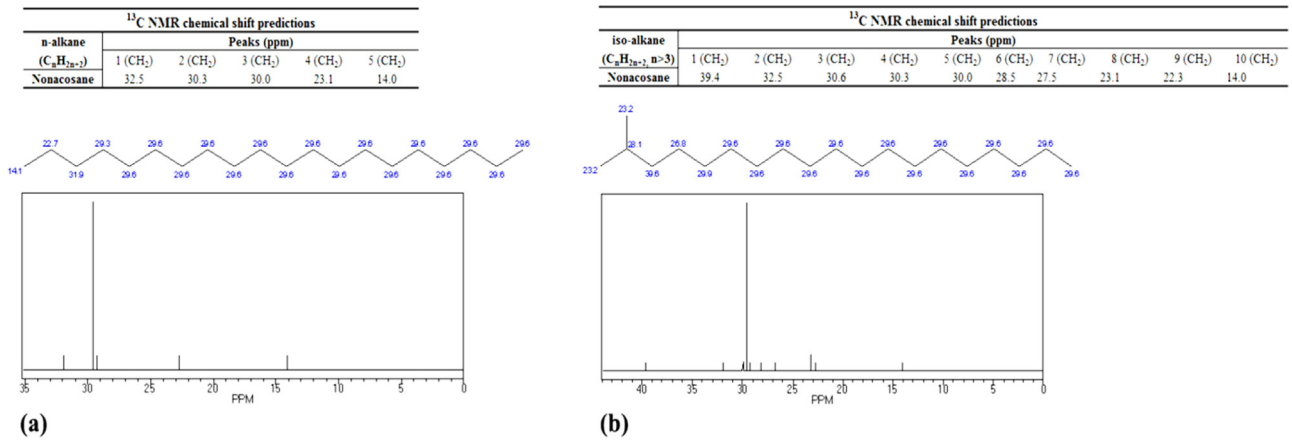 ¹³C NMR chemical shift predictions
n-alkane (CₙH₂ₙ₊₂) Peaks (ppm)
1 (CH₂) 2 (CH₂) 3 (CH₂) 4 (CH₂) 5 (CH₂)
Nonacosane 32.5 30.3 30.0 23.1 14.0
22.7 29.3 29.6 29.6 29.6 29.6 29.6 29.6 29.6 29.6
14.1 31.9 29.6 29.6 29.6 29.6 29.6 29.6 29.6 29.6
35 30 25 20 15 10 5 0
PPM
(a)
¹³C NMR chemical shift predictions
iso-alkane (CₙH₂ₙ₊₂, n>3) Peaks (ppm)
1 (CH₂) 2 (CH₂) 3 (CH₂) 4 (CH₂) 5 (CH₂) 6 (CH₂) 7 (CH₂) 8 (CH₂) 9 (CH₂) 10 (CH₂)
Nonacosane 39.4 32.5 30.6 30.3 30.0 28.5 27.5 23.1 22.3 14.0
23.2
28.1 26.8 29.6 29.6 29.6 29.6 29.6 29.6 29.6
23.2 39.6 29.9 29.6 29.6 29.6 29.6 29.6 29.6 29.6
40 30 20 10 0
PPM
(b)